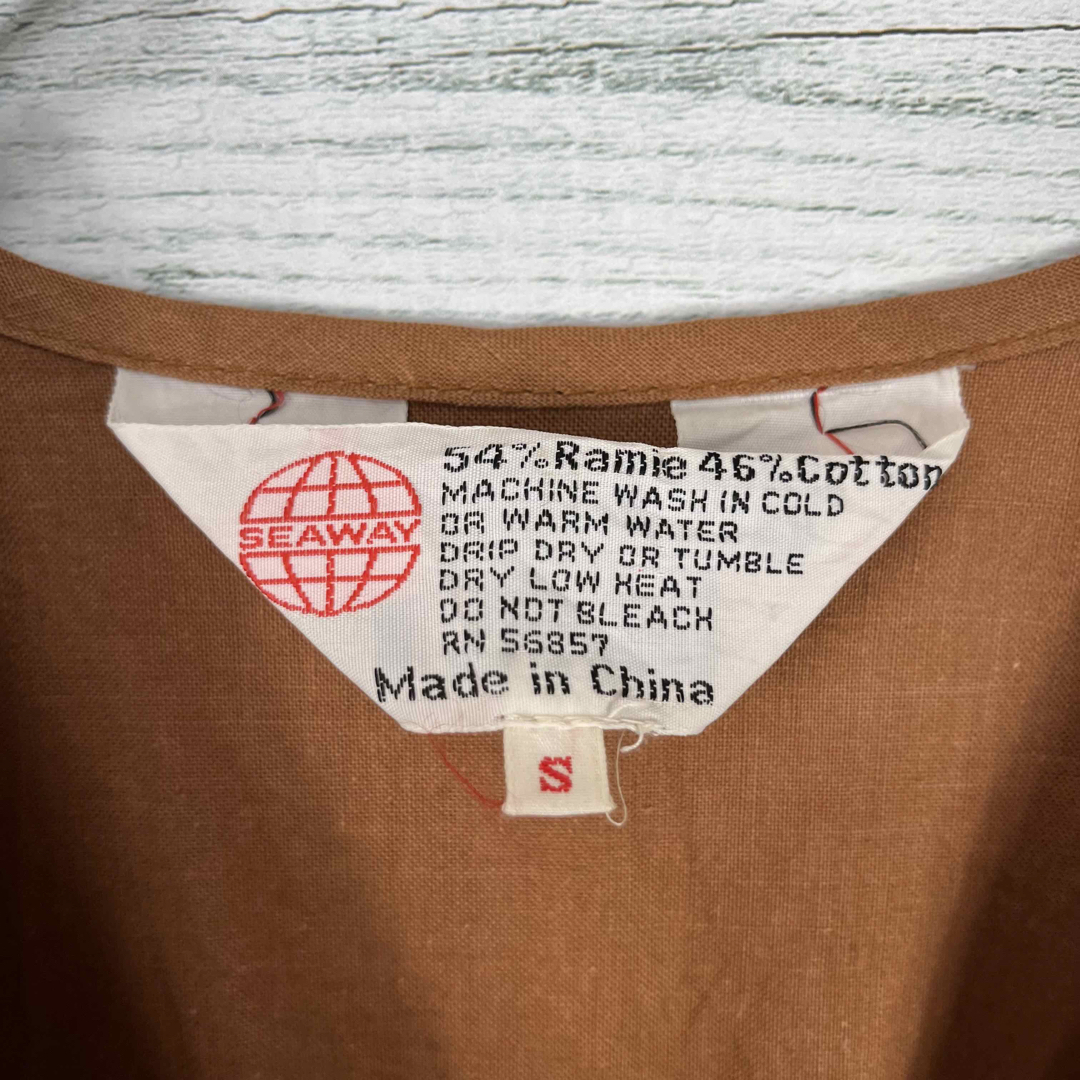 SEAWAY
54% Ramie 46% Cotton
MACHINE WASH IN COLD
OR WARM WATER
DRIP DRY OR TUMBLE
DRY LOW HEAT
DO NOT BLEACH
RN 56857
Made in China
S